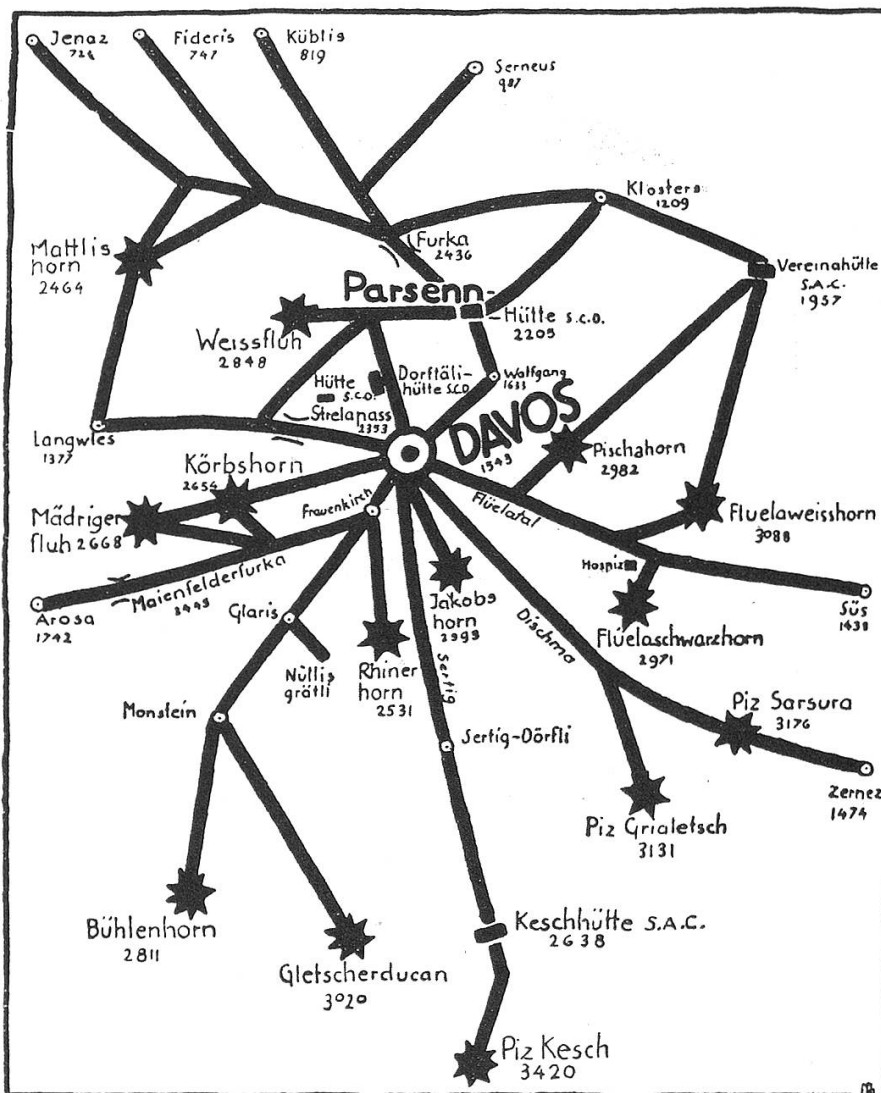 Jenaz
724
Fideris
747
Küblis
819
Serneus
987
Klosters
1209
Mattlis
horn
2464
Furka
2436
Vereinahütte
S.A.C.
1957
Parsenn-
Hütte S.C.D.
2205
Weissfluh
2848
Hütte
S.C.D.
Dorftäli-
hütte S.C.D.
Wolfgang
1633
Strelapass
2353
DAVOS
1543
Langwies
1377
Körbshorn
2654
Pischahorn
2982
Mädriger
fluh 2668
Frauenkirch
Flüelatal
Flüelaweisshorn
3088
Hospiz
Arosa
1742
Maienfelderfurka
2445
Jakobs
horn
Süs
1438
Glaris
Dischma
Flüelaschwarzhorn
2971
Nüllis
grätli
Rhiner
horn
2531
Sertig
Monstein
Sertig-Dörfli
Piz Sarsura
3176
Zernez
1474
Piz Grialetsch
3131
Bühlenhorn
2811
Keschhütte S.A.C.
2638
Gletscherducan
3020
Piz Kesch
3420